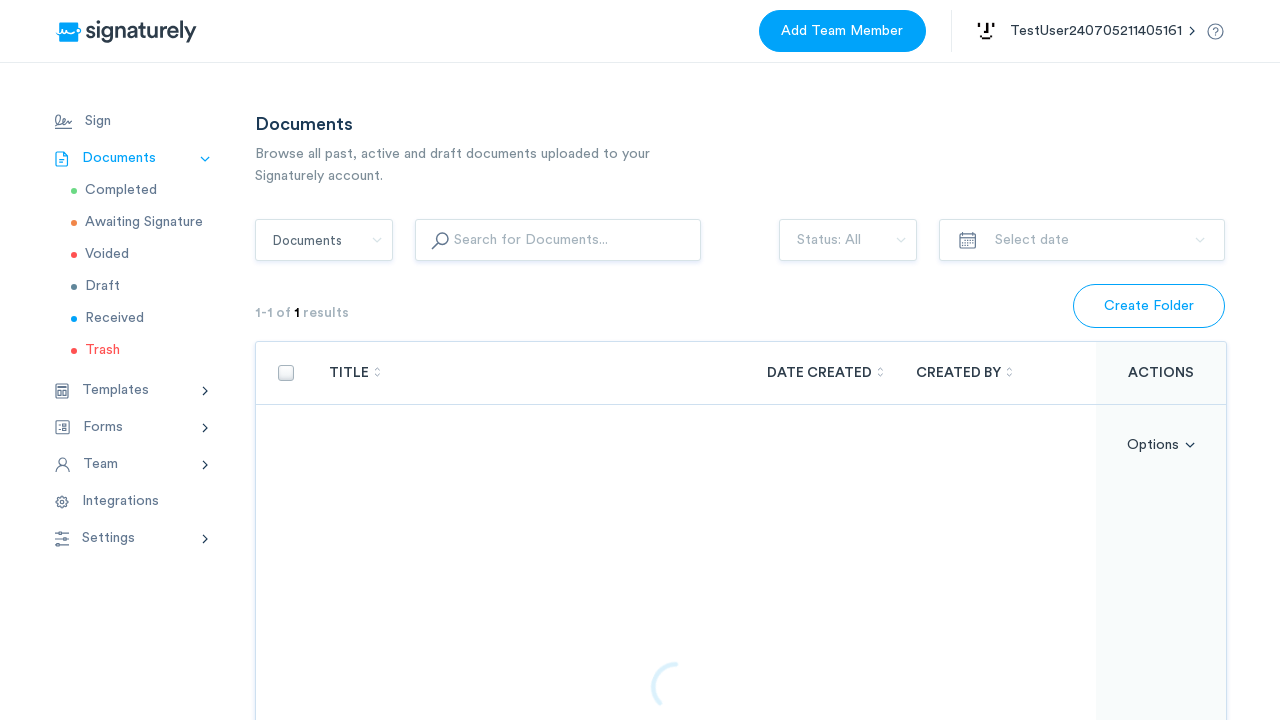 signaturely
Add Team Member
TestUser240705211405161
Sign
Documents
Completed
Awaiting Signature
Voided
Draft
Received
Trash
Templates
Forms
Team
Integrations
Settings
Documents
Browse all past, active and draft documents uploaded to your
Signaturely account.
Documents
Search for Documents...
Status: All
Select date
1-1 of 1 results
Create Folder
TITLE
DATE CREATED
CREATED BY
ACTIONS
Options